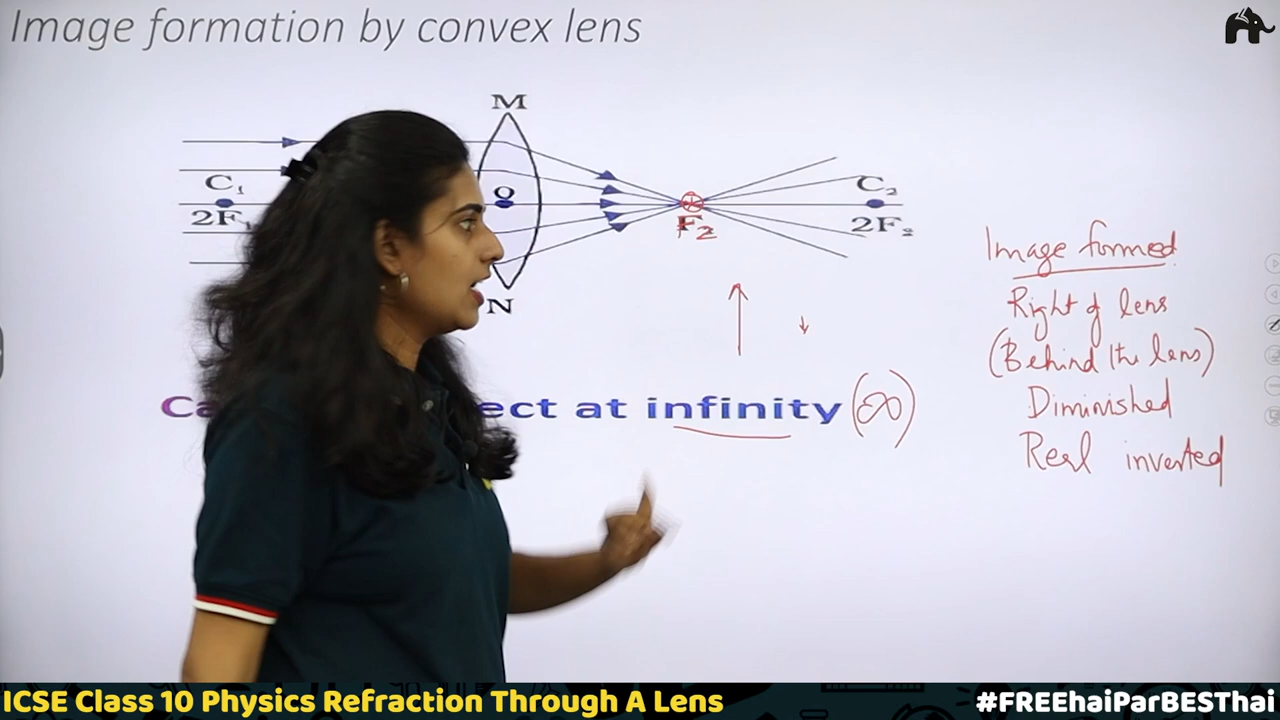 Image formation by convex lens
M
C₁
O
C₂
2F₁
F₂
2F₂
N
Image formed
Right of lens
(Behind the lens)
Diminished
Real inverted
at infinity (∞)
ICSE Class 10 Physics Refraction Through A Lens
#FREEhaiParBESThai